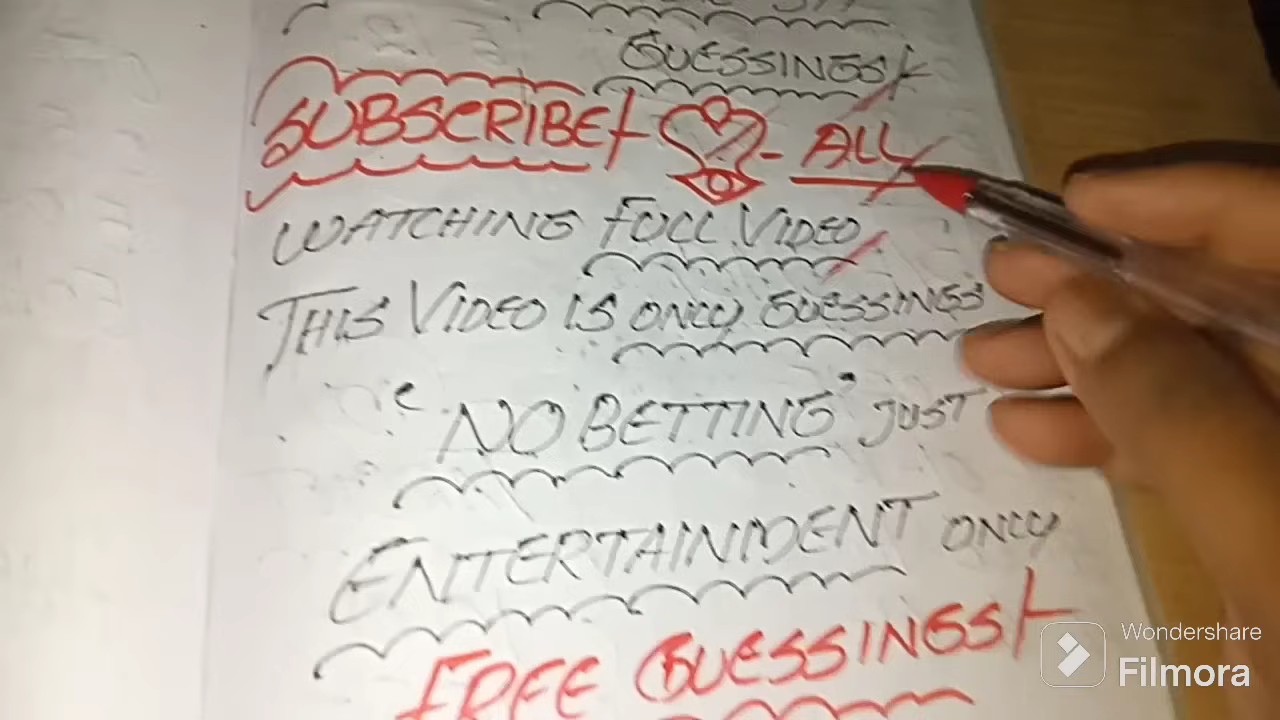 GUESSINGS
SUBSCRIBE - ALL
WATCHING FULL VIDEO
THIS VIDEO IS ONLY GUESSINGS
"NO BETTING" JUST
ENTERTAINMENT ONLY
FREE GUESSINGS
Wondershare
Filmora